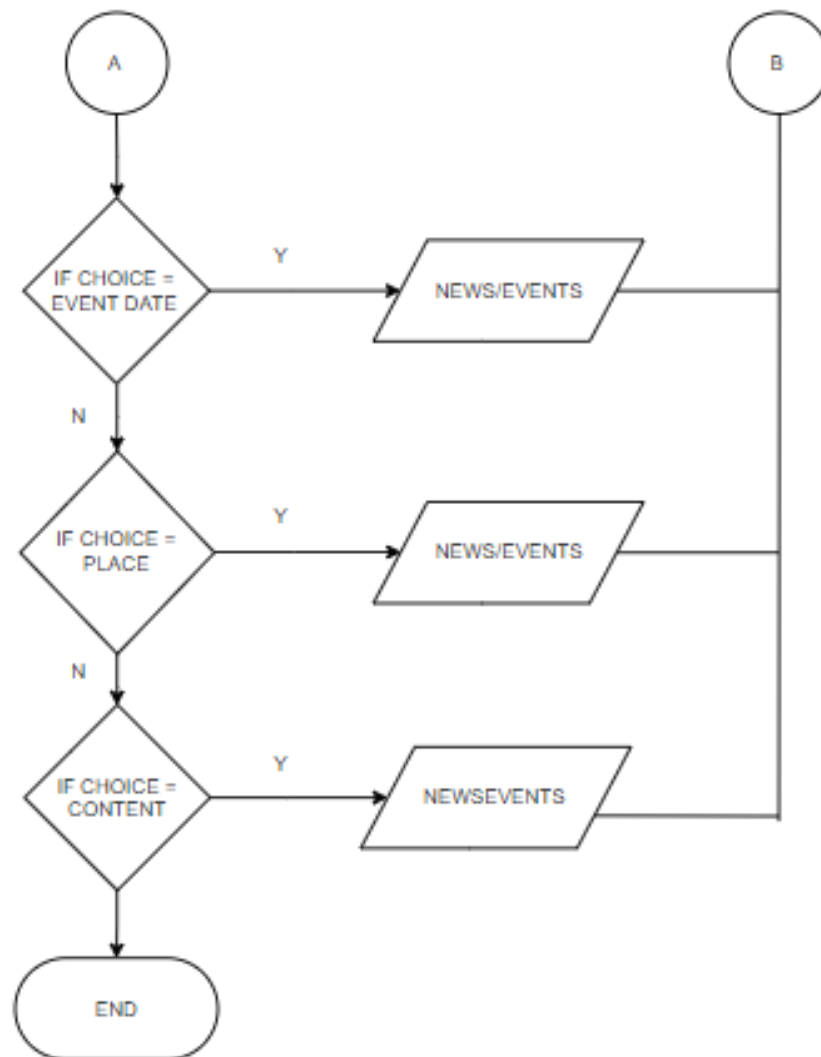 A
B
IF CHOICE =
EVENT DATE
Y
NEWS/EVENTS
N
IF CHOICE =
PLACE
Y
NEWS/EVENTS
N
IF CHOICE =
CONTENT
Y
NEWSEVENTS
END